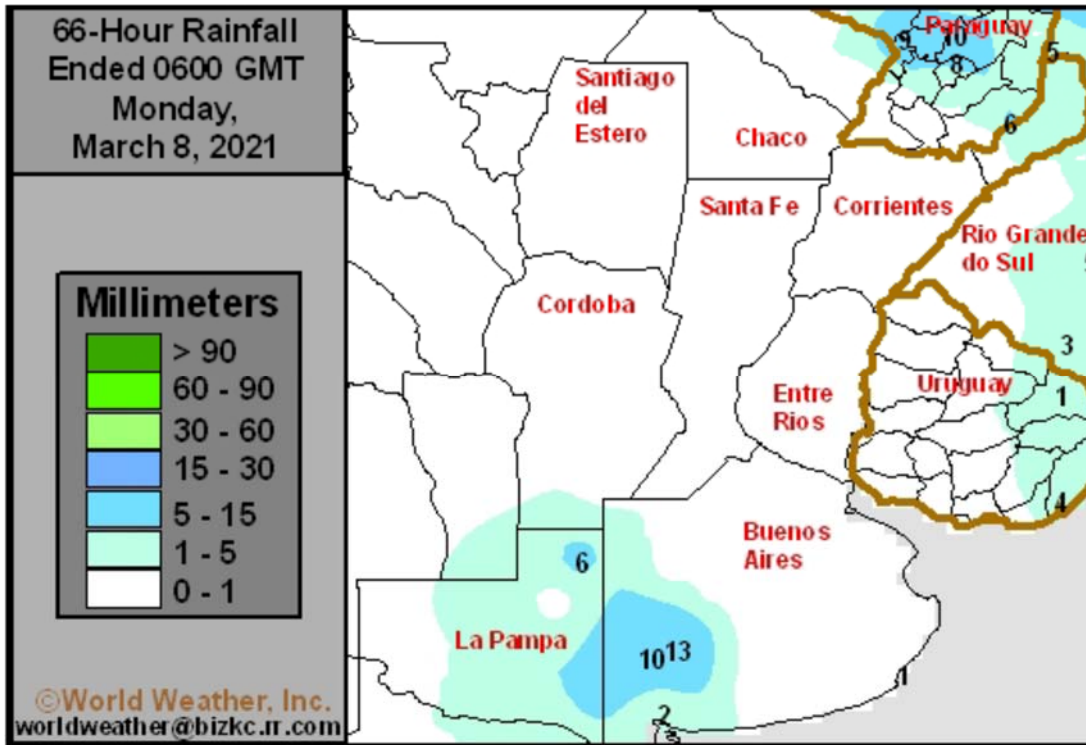 66-Hour Rainfall
Ended 0600 GMT
Monday,
March 8, 2021
Millimeters
> 90
60 - 90
30 - 60
15 - 30
5 - 15
1 - 5
0 - 1
©World Weather, Inc.
worldweather@bizkc.rr.com
Paraguay
9
10
5
8
6
Santiago
del
Estero
Chaco
Santa Fe
Corrientes
Rio Grande
do Sul
Cordoba
3
Uruguay
1
Entre
Rios
4
Buenos
Aires
6
La Pampa
10
13
1
2